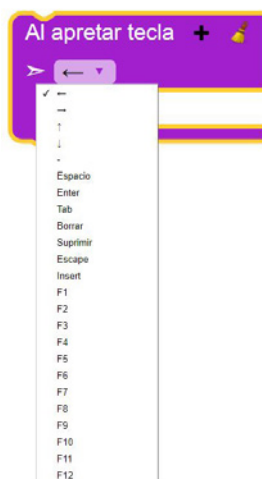 Al apretar tecla +
← ▼
✓ ←
→
↑
↓
-
Espacio
Enter
Tab
Borrar
Suprimir
Escape
Insert
F1
F2
F3
F4
F5
F6
F7
F8
F9
F10
F11
F12